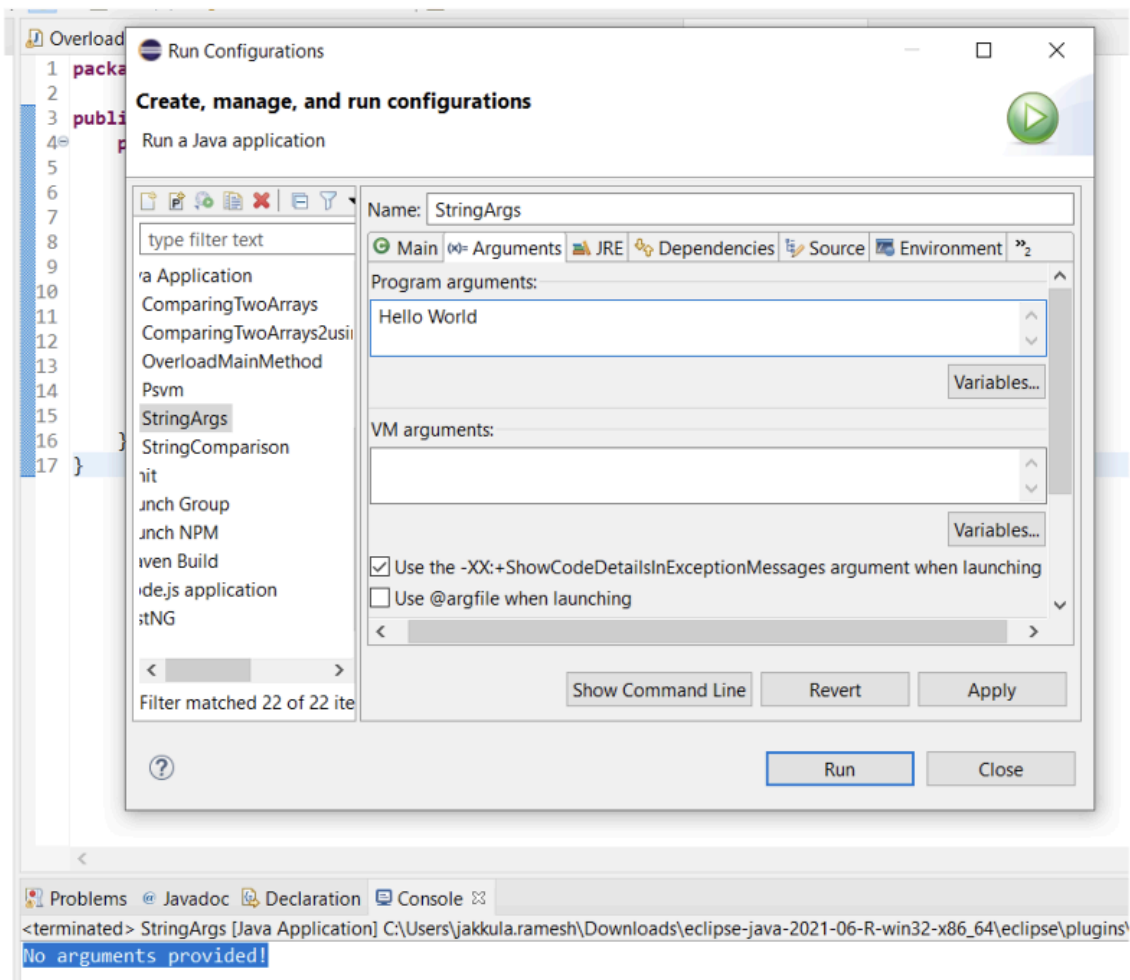 Overload
Run Configurations
1 packa
2
3 publi
4 p
5
6
7
8
9
10
11
12
13
14
15
16 }
17 }
Create, manage, and run configurations
Run a Java application
type filter text
va Application
ComparingTwoArrays
ComparingTwoArrays2usin
OverloadMainMethod
Psvm
StringArgs
StringComparison
nit
unch Group
unch NPM
aven Build
de.js application
stNG
Filter matched 22 of 22 ite
Name: StringArgs
Main (x)= Arguments JRE Dependencies Source Environment »2
Program arguments:
Hello World
Variables...
VM arguments:
Variables...
Use the -XX:+ShowCodeDetailsInExceptionMessages argument when launching
Use @argfile when launching
Show Command Line Revert Apply
Run Close
Problems @ Javadoc Declaration Console
<terminated> StringArgs [Java Application] C:\Users\jakkula.ramesh\Downloads\eclipse-java-2021-06-R-win32-x86_64\eclipse\plugins\
No arguments provided!